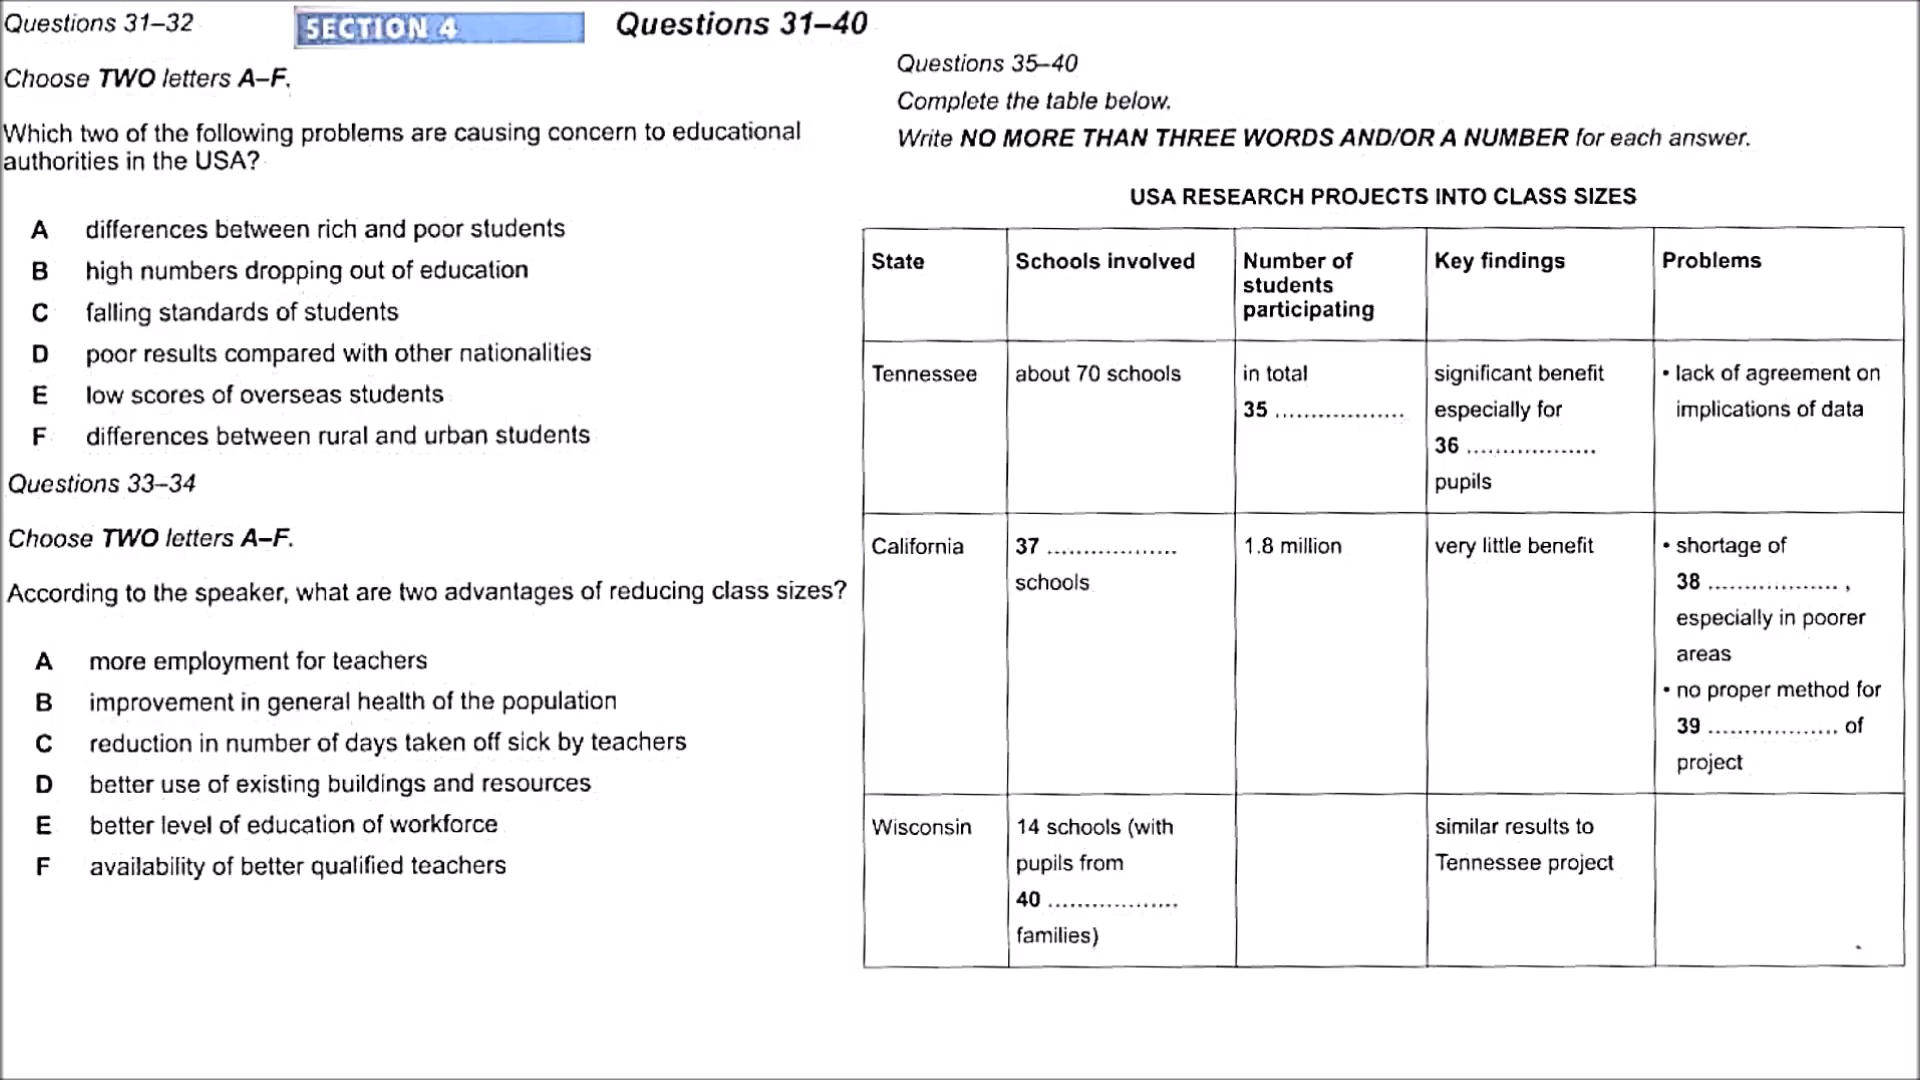 Questions 31–32
SECTION 4
Questions 31–40
Choose TWO letters A–F.
Which two of the following problems are causing concern to educational
authorities in the USA?
A differences between rich and poor students
B high numbers dropping out of education
C falling standards of students
D poor results compared with other nationalities
E low scores of overseas students
F differences between rural and urban students
Questions 33–34
Choose TWO letters A–F.
According to the speaker, what are two advantages of reducing class sizes?
A more employment for teachers
B improvement in general health of the population
C reduction in number of days taken off sick by teachers
D better use of existing buildings and resources
E better level of education of workforce
F availability of better qualified teachers
Questions 35–40
Complete the table below.
Write NO MORE THAN THREE WORDS AND/OR A NUMBER for each answer.
USA RESEARCH PROJECTS INTO CLASS SIZES
State
Schools involved
Number of
students
participating
Key findings
Problems
Tennessee
about 70 schools
in total
35 ..................
significant benefit
especially for
36 ..................
pupils
• lack of agreement on
implications of data
California
37 ..................
schools
1.8 million
very little benefit
• shortage of
38 .................. ,
especially in poorer
areas
• no proper method for
39 .................. of
project
Wisconsin
14 schools (with
pupils from
40 ..................
families)
similar results to
Tennessee project